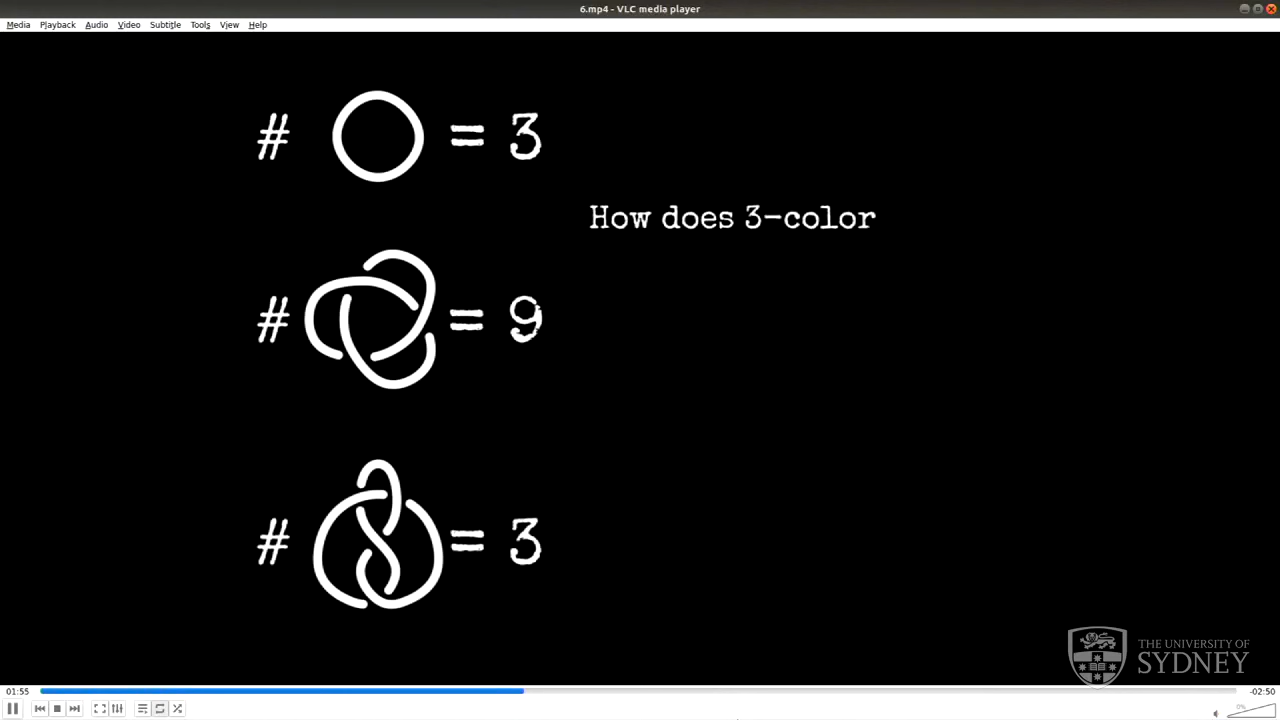 6.mp4 - VLC media player
Media Playback Audio Video Subtitle Tools View Help
# = 3
How does 3-color
# = 9
# = 3
THE UNIVERSITY OF
SYDNEY
01:55
-02:50
0%